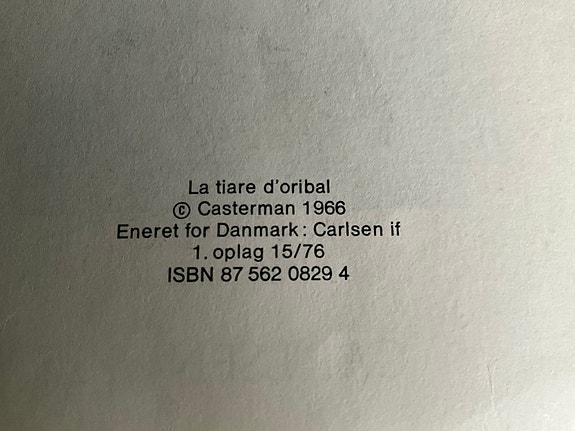 La tiare d'oribal
© Casterman 1966
Eneret for Danmark: Carlsen if
1. oplag 15/76
ISBN 87 562 0829 4